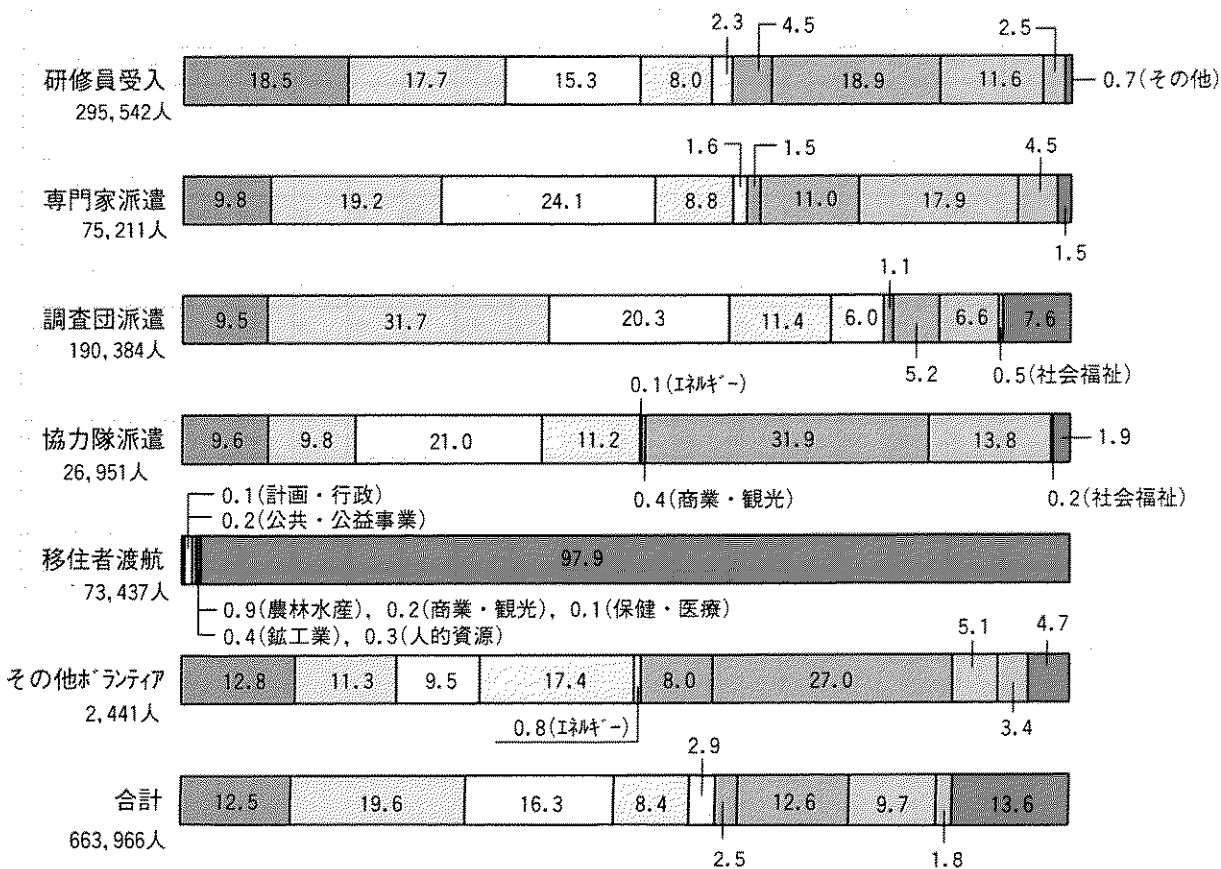 2.3 4.5 2.5
研修員受入 18.5 17.7 15.3 8.0 18.9 11.6 0.7(その他)
295,542人
1.6 1.5 4.5
専門家派遣 9.8 19.2 24.1 8.8 11.0 17.9
75,211人 1.5
1.1
調査団派遣 9.5 31.7 20.3 11.4 6.0 6.6 7.6
190,384人
5.2 0.5(社会福祉)
0.1(ｴﾈﾙｷﾞｰ)
協力隊派遣 9.6 9.8 21.0 11.2 31.9 13.8 1.9
26,951人
0.4(商業・観光) 0.2(社会福祉)
0.1(計画・行政)
0.2(公共・公益事業)
移住者渡航 97.9
73,437人
0.9(農林水産), 0.2(商業・観光), 0.1(保健・医療)
0.4(鉱工業), 0.3(人的資源)
5.1 4.7
その他ﾎﾞﾗﾝﾃｨｱ 12.8 11.3 9.5 17.4 8.0 27.0
2,441人
0.8(ｴﾈﾙｷﾞｰ) 3.4
2.9
合計 12.5 19.6 16.3 8.4 12.6 9.7 13.6
663,966人
2.5 1.8